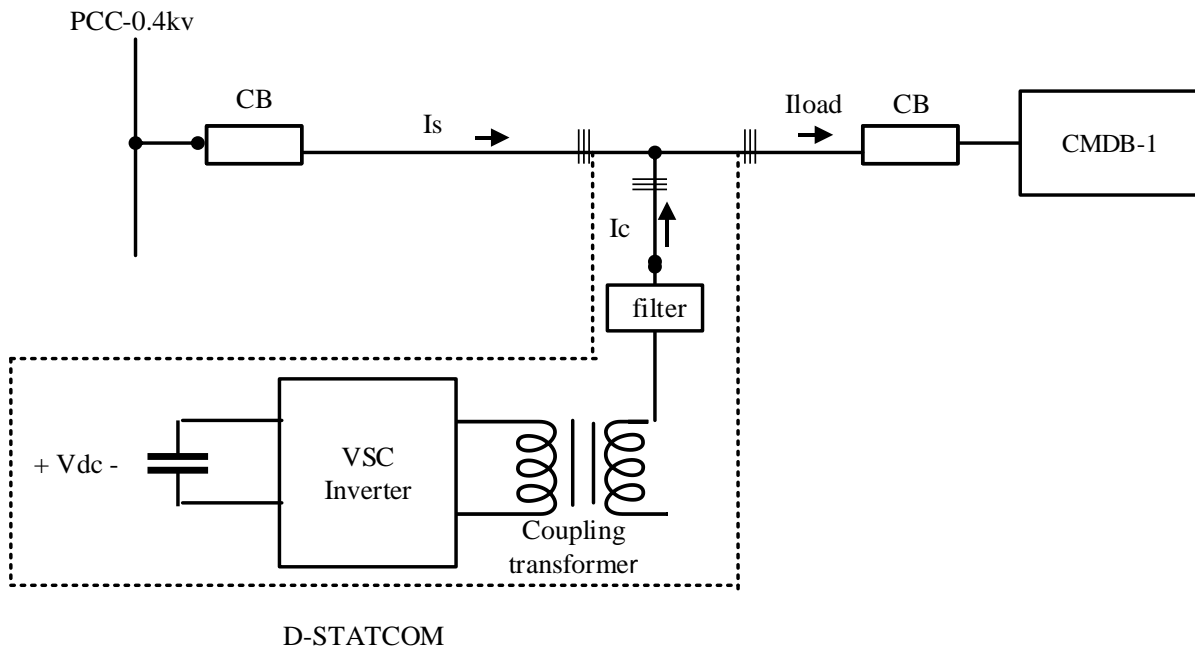 PCC-0.4kv
CB
Is
Iload
CB
CMDB-1
Ic
filter
+ Vdc -
VSC
Inverter
Coupling
transformer
D-STATCOM